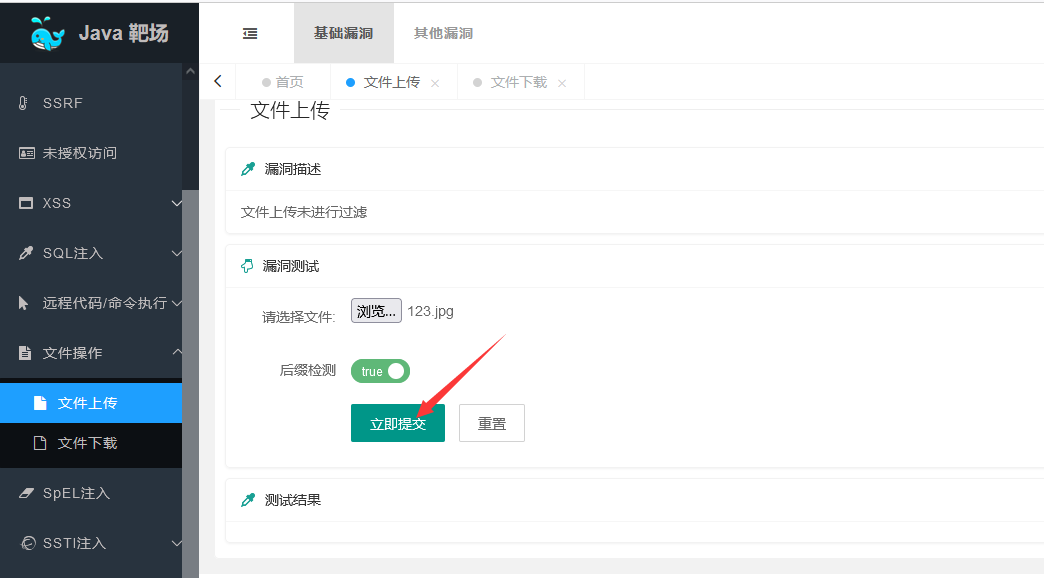 Java 靶场
基础漏洞
其他漏洞
首页
文件上传
文件下载
SSRF
未授权访问
XSS
SQL注入
远程代码/命令执行
文件操作
文件上传
文件下载
SpEL注入
SSTI注入
文件上传
漏洞描述
文件上传未进行过滤
漏洞测试
请选择文件: 浏览... 123.jpg
后缀检测 true
立即提交 重置
测试结果